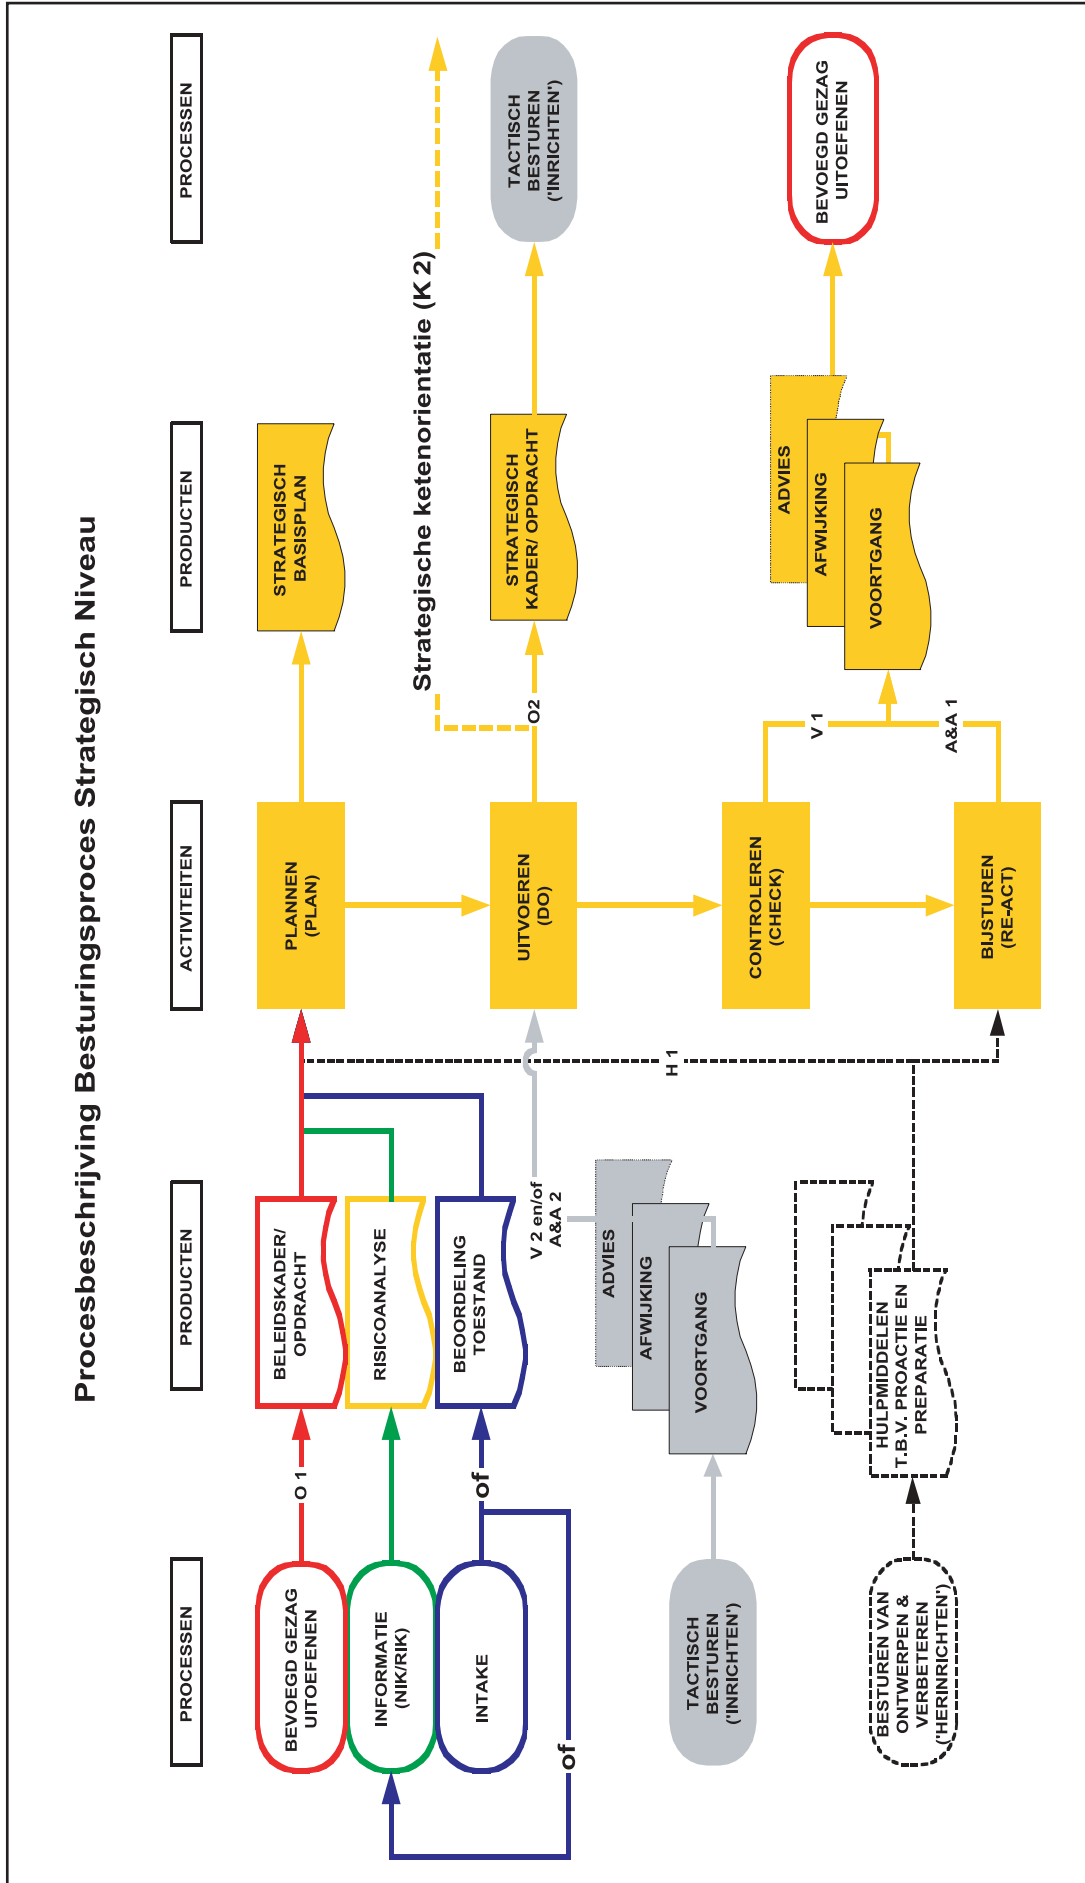 Procesbeschrijving Besturingsproces Strategisch Niveau
PROCESSEN
PRODUCTEN
ACTIVITEITEN
PRODUCTEN
PROCESSEN
BEVOEGD GEZAG
UITOEFENEN
O 1
BELEIDSKADER/
OPDRACHT
PLANNEN
(PLAN)
STRATEGISCH
BASISPLAN
INFORMATIE
(NIK/RIK)
RISICOANALYSE
Strategische ketenorientatie (K 2)
INTAKE
of
of
BEOORDELING
TOESTAND
V 2 en/of
A&A 2
UITVOEREN
(DO)
O2
STRATEGISCH
KADER/ OPDRACHT
TACTISCH
BESTUREN
('INRICHTEN')
TACTISCH
BESTUREN
('INRICHTEN')
ADVIES
AFWIJKING
VOORTGANG
H 1
CONTROLEREN
(CHECK)
V 1
A&A 1
ADVIES
AFWIJKING
VOORTGANG
BEVOEGD GEZAG
UITOEFENEN
BESTUREN VAN
ONTWERPEN &
VERBETEREN
('HERINRICHTEN')
HULPMIDDELEN
T.B.V. PROACTIE EN
PREPARATIE
BIJSTUREN
(RE-ACT)